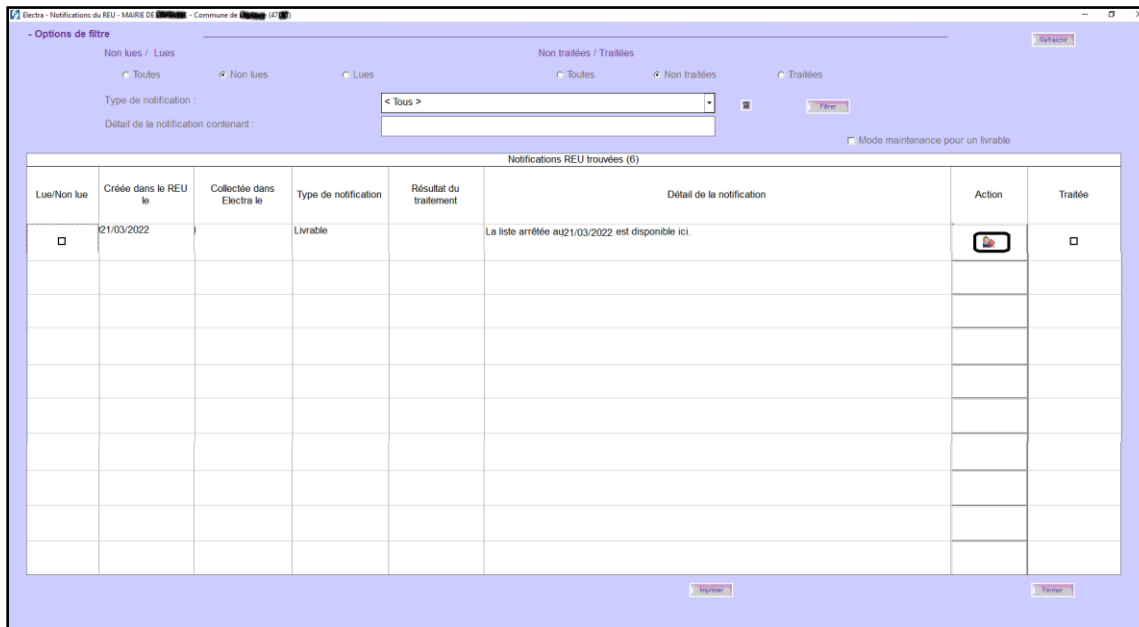 Electra - Notifications du REU - MAIRIE DE - Commune de (47
- Options de filtre
Rafraichir
Non lues / Lues
Non traitées / Traitées
Toutes Non lues Lues Toutes Non traitées Traitées
Type de notification :
< Tous >
Filtrer
Détail de la notification contenant :
Mode maintenance pour un livrable
Notifications REU trouvées (6)
Lue/Non lue
Créée dans le REU
le
Collectée dans
Electra le
Type de notification
Résultat du
traitement
Détail de la notification
Action
Traitée
21/03/2022
Livrable
La liste arrêtée au 21/03/2022 est disponible ici.
Imprimer
Fermer